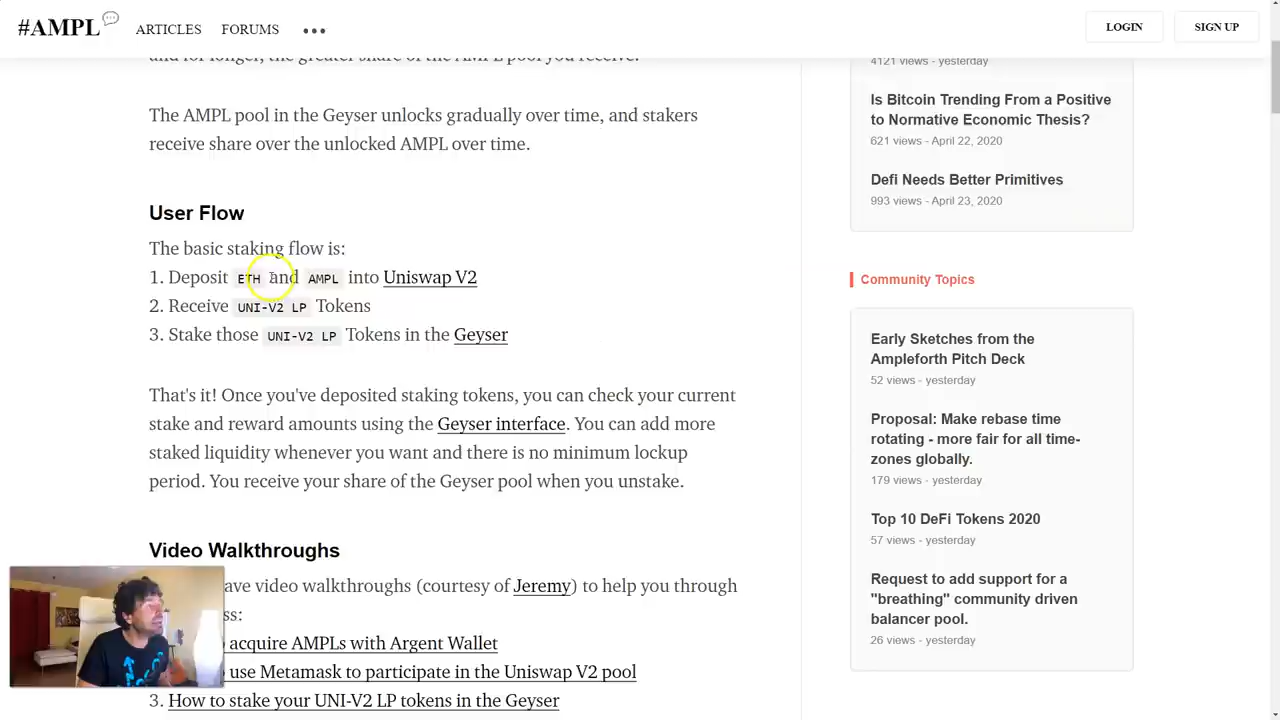 #AMPL
ARTICLES
FORUMS
LOGIN
SIGN UP
and for longer, the greater share of the AMPL pool you receive.
The AMPL pool in the Geyser unlocks gradually over time, and stakers
receive share over the unlocked AMPL over time.
User Flow
The basic staking flow is:
1. Deposit ETH and AMPL into Uniswap V2
2. Receive UNI-V2 LP Tokens
3. Stake those UNI-V2 LP Tokens in the Geyser
That's it! Once you've deposited staking tokens, you can check your current
stake and reward amounts using the Geyser interface. You can add more
staked liquidity whenever you want and there is no minimum lockup
period. You receive your share of the Geyser pool when you unstake.
Video Walkthroughs
ave video walkthroughs (courtesy of Jeremy) to help you through
ss:
acquire AMPLs with Argent Wallet
use Metamask to participate in the Uniswap V2 pool
3. How to stake your UNI-V2 LP tokens in the Geyser
4121 views - yesterday
Is Bitcoin Trending From a Positive
to Normative Economic Thesis?
621 views - April 22, 2020
Defi Needs Better Primitives
993 views - April 23, 2020
Community Topics
Early Sketches from the
Ampleforth Pitch Deck
52 views - yesterday
Proposal: Make rebase time
rotating - more fair for all time-
zones globally.
179 views - yesterday
Top 10 DeFi Tokens 2020
57 views - yesterday
Request to add support for a
"breathing" community driven
balancer pool.
26 views - yesterday